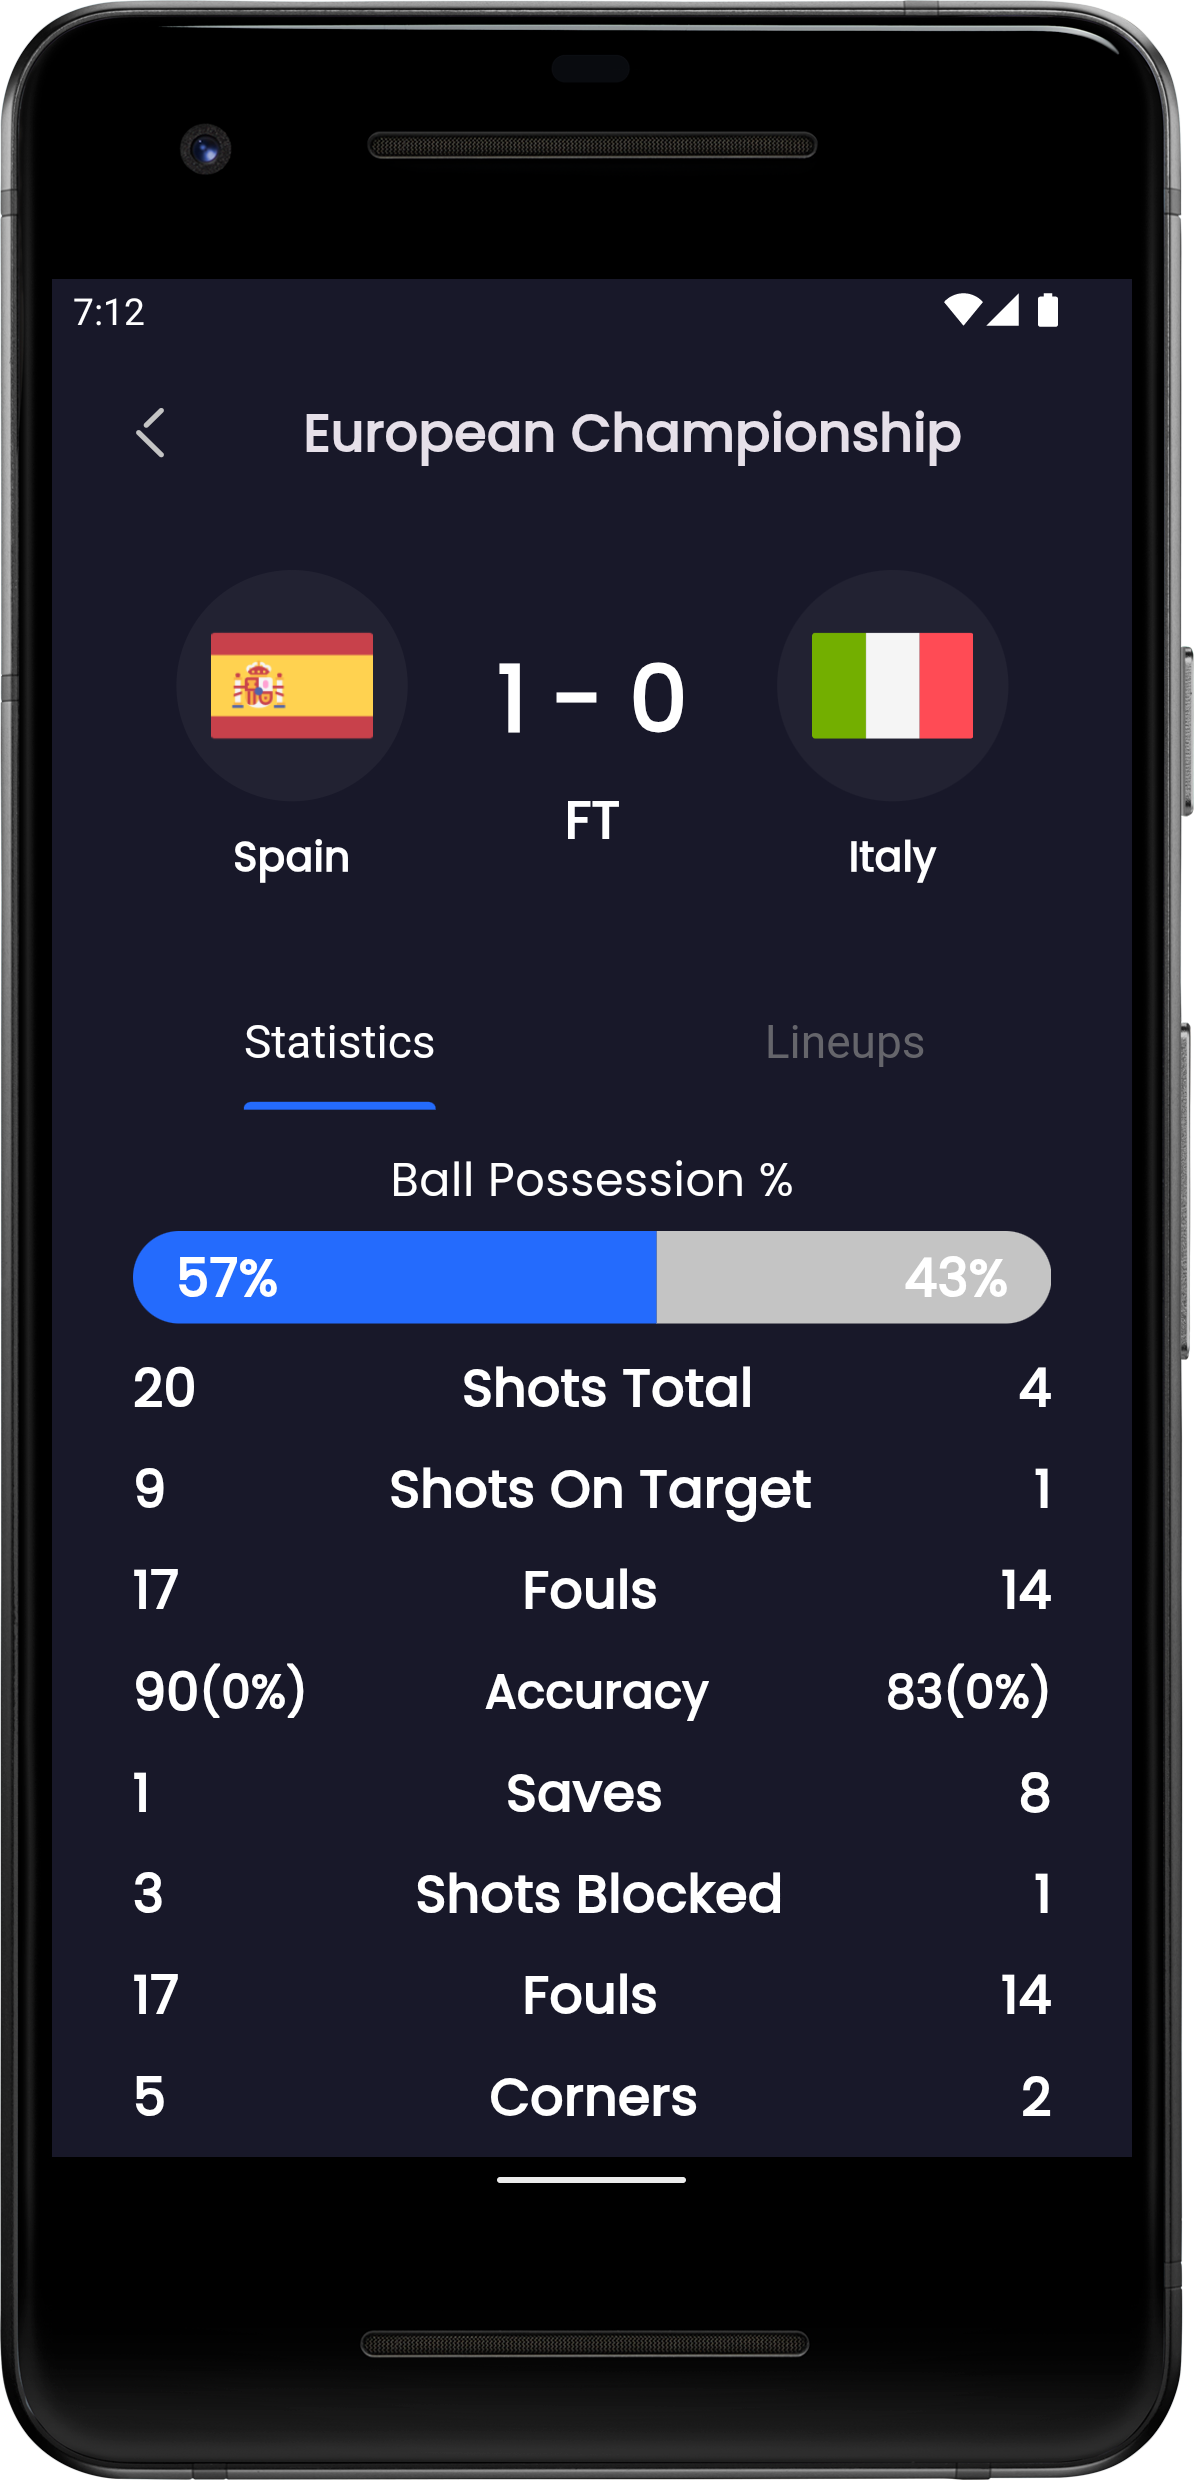 7:12
European Championship
1 - 0
FT
Spain
Italy
Statistics Lineups
Ball Possession %
57% 43%
20 Shots Total 4
9 Shots On Target 1
17 Fouls 14
90(0%) Accuracy 83(0%)
1 Saves 8
3 Shots Blocked 1
17 Fouls 14
5 Corners 2